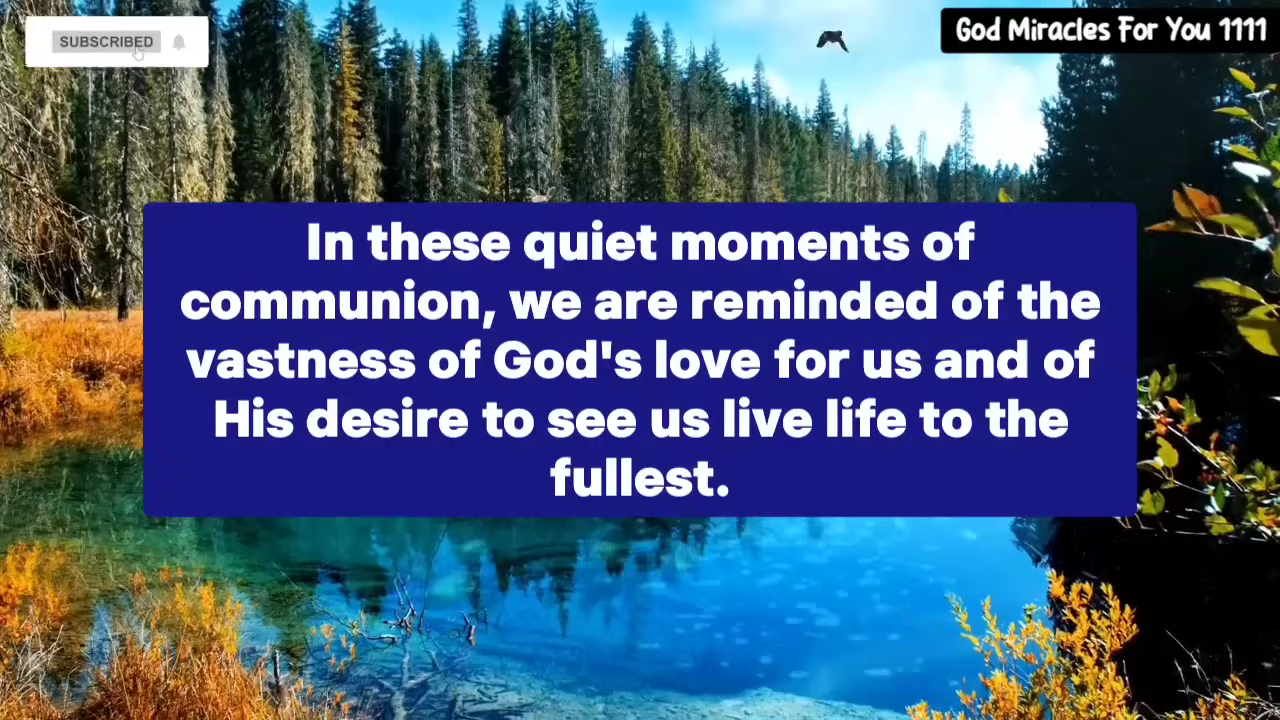 SUBSCRIBED
God Miracles For You 1111
In these quiet moments of
communion, we are reminded of the
vastness of God's love for us and of
His desire to see us live life to the
fullest.